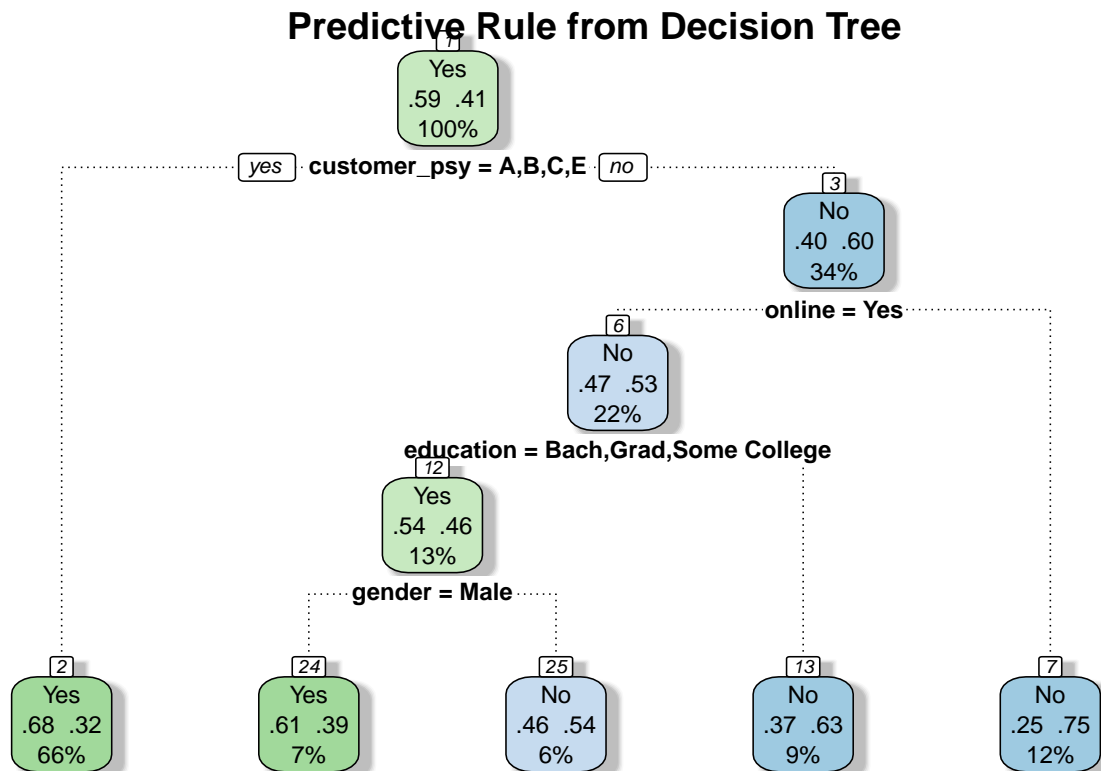 Predictive Rule from Decision Tree
1
Yes
.59 .41
100%
yes customer_psy = A,B,C,E no
3
No
.40 .60
34%
online = Yes
6
No
.47 .53
22%
education = Bach,Grad,Some College
12
Yes
.54 .46
13%
gender = Male
2
Yes
.68 .32
66%
24
Yes
.61 .39
7%
25
No
.46 .54
6%
13
No
.37 .63
9%
7
No
.25 .75
12%